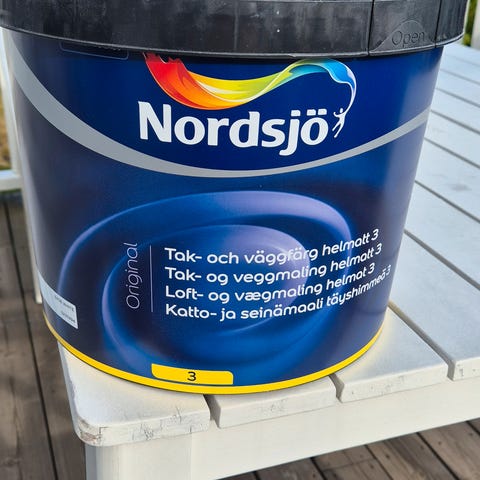 Open
Nordsjö
Original
Tak- och väggfärg helmatt 3
Tak- og veggmaling helmatt 3
Loft- og vægmaling helmat 3
Katto- ja seinämaali täyshimmeä 3
3